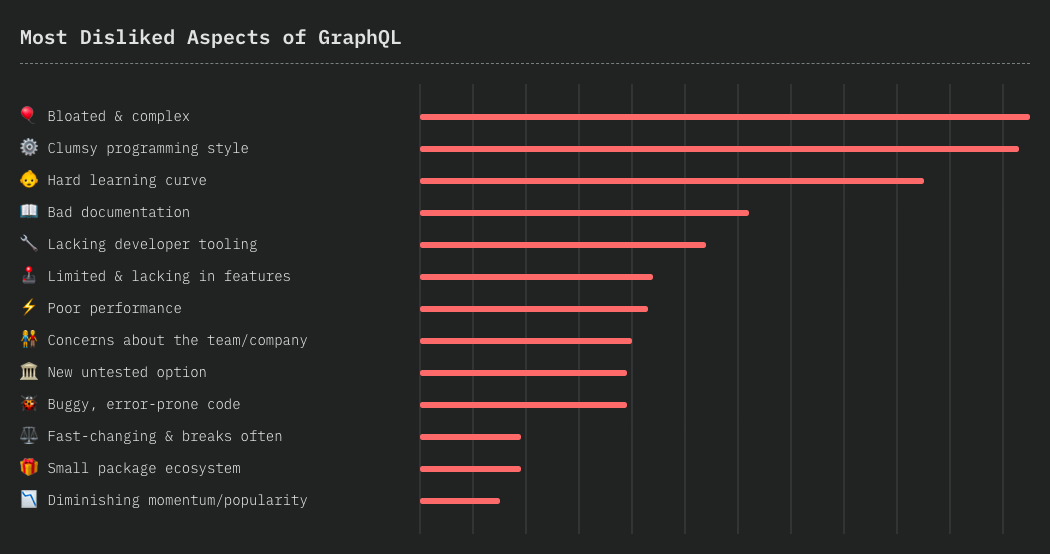 Most Disliked Aspects of GraphQL
Bloated & complex
Clumsy programming style
Hard learning curve
Bad documentation
Lacking developer tooling
Limited & lacking in features
Poor performance
Concerns about the team/company
New untested option
Buggy, error-prone code
Fast-changing & breaks often
Small package ecosystem
Diminishing momentum/popularity